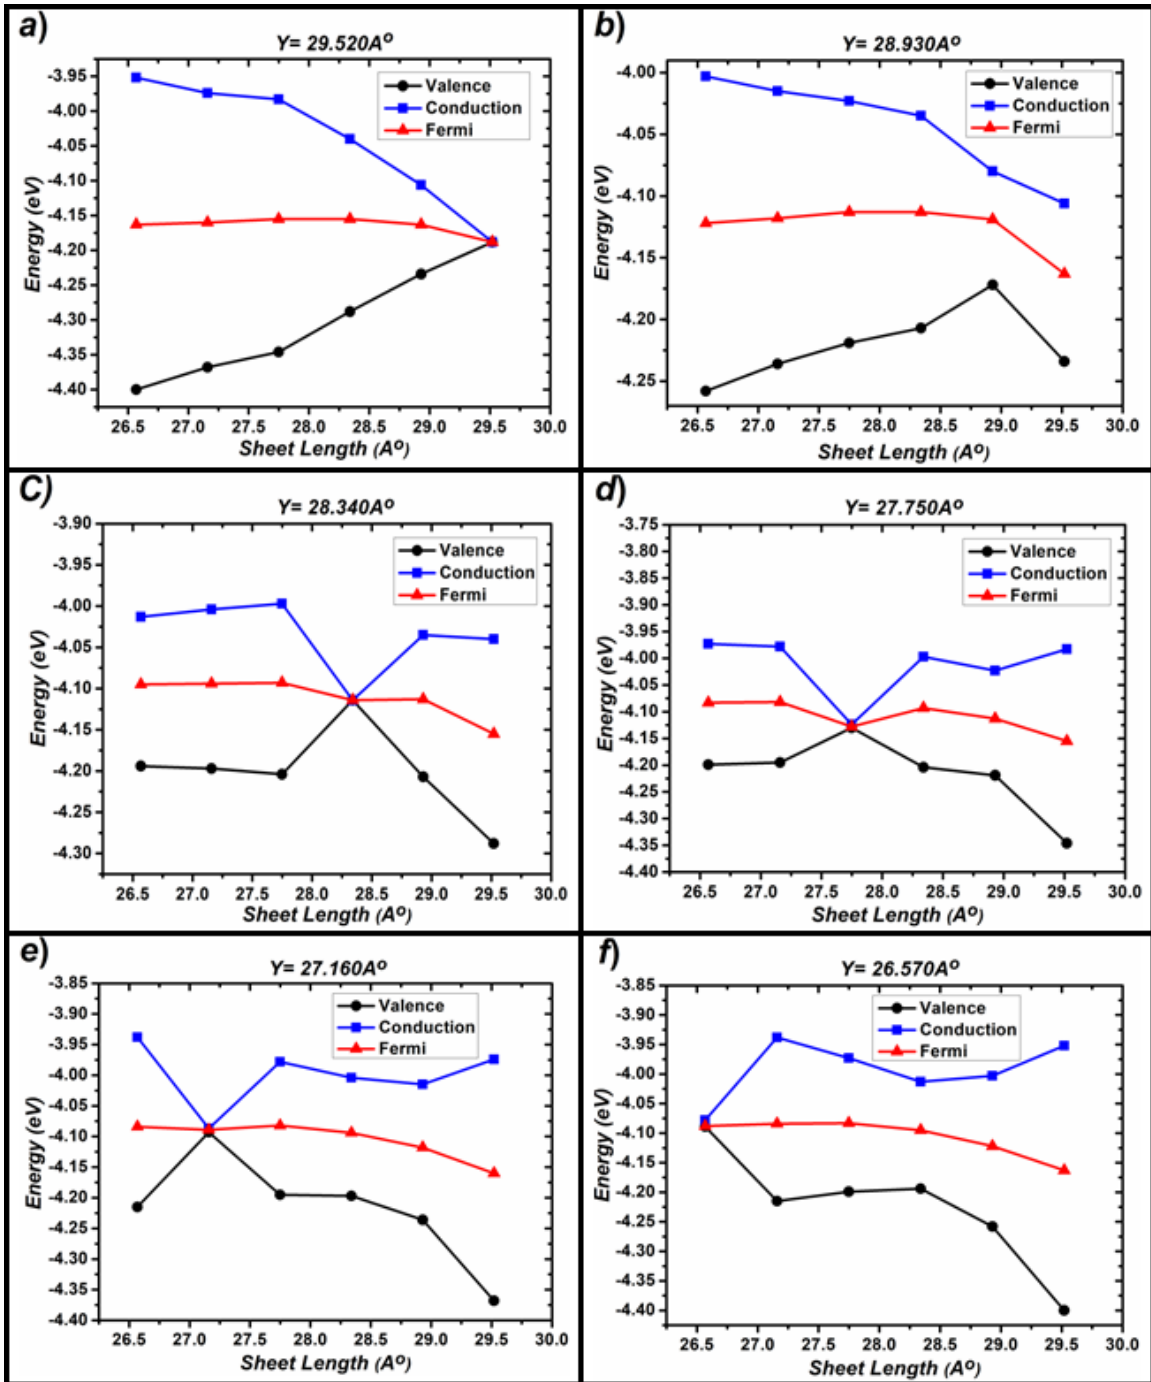 a)
Y= 29.520Aº
-3.95
-4.00
-4.05
-4.10
-4.15
-4.20
-4.25
-4.30
-4.35
-4.40
Energy (eV)
Valence
Conduction
Fermi
26.5 27.0 27.5 28.0 28.5 29.0 29.5 30.0
Sheet Length (Aº)
b)
Y= 28.930Aº
-4.00
-4.05
-4.10
-4.15
-4.20
-4.25
Energy (eV)
Valence
Conduction
Fermi
26.5 27.0 27.5 28.0 28.5 29.0 29.5 30.0
Sheet Length (Aº)
C)
Y= 28.340Aº
-3.90
-3.95
-4.00
-4.05
-4.10
-4.15
-4.20
-4.25
-4.30
Energy (eV)
Valence
Conduction
Fermi
26.5 27.0 27.5 28.0 28.5 29.0 29.5 30.0
Sheet Length (Aº)
d)
Y= 27.750Aº
-3.75
-3.80
-3.85
-3.90
-3.95
-4.00
-4.05
-4.10
-4.15
-4.20
-4.25
-4.30
-4.35
-4.40
Energy (eV)
Valence
Conduction
Fermi
26.5 27.0 27.5 28.0 28.5 29.0 29.5 30.0
Sheet Length (Aº)
e)
Y= 27.160Aº
-3.85
-3.90
-3.95
-4.00
-4.05
-4.10
-4.15
-4.20
-4.25
-4.30
-4.35
-4.40
Energy (eV)
Valence
Conduction
Fermi
26.5 27.0 27.5 28.0 28.5 29.0 29.5 30.0
Sheet Length (Aº)
f)
Y= 26.570Aº
-3.85
-3.90
-3.95
-4.00
-4.05
-4.10
-4.15
-4.20
-4.25
-4.30
-4.35
-4.40
Energy (eV)
Valence
Conduction
Fermi
26.5 27.0 27.5 28.0 28.5 29.0 29.5 30.0
Sheet Length (Aº)